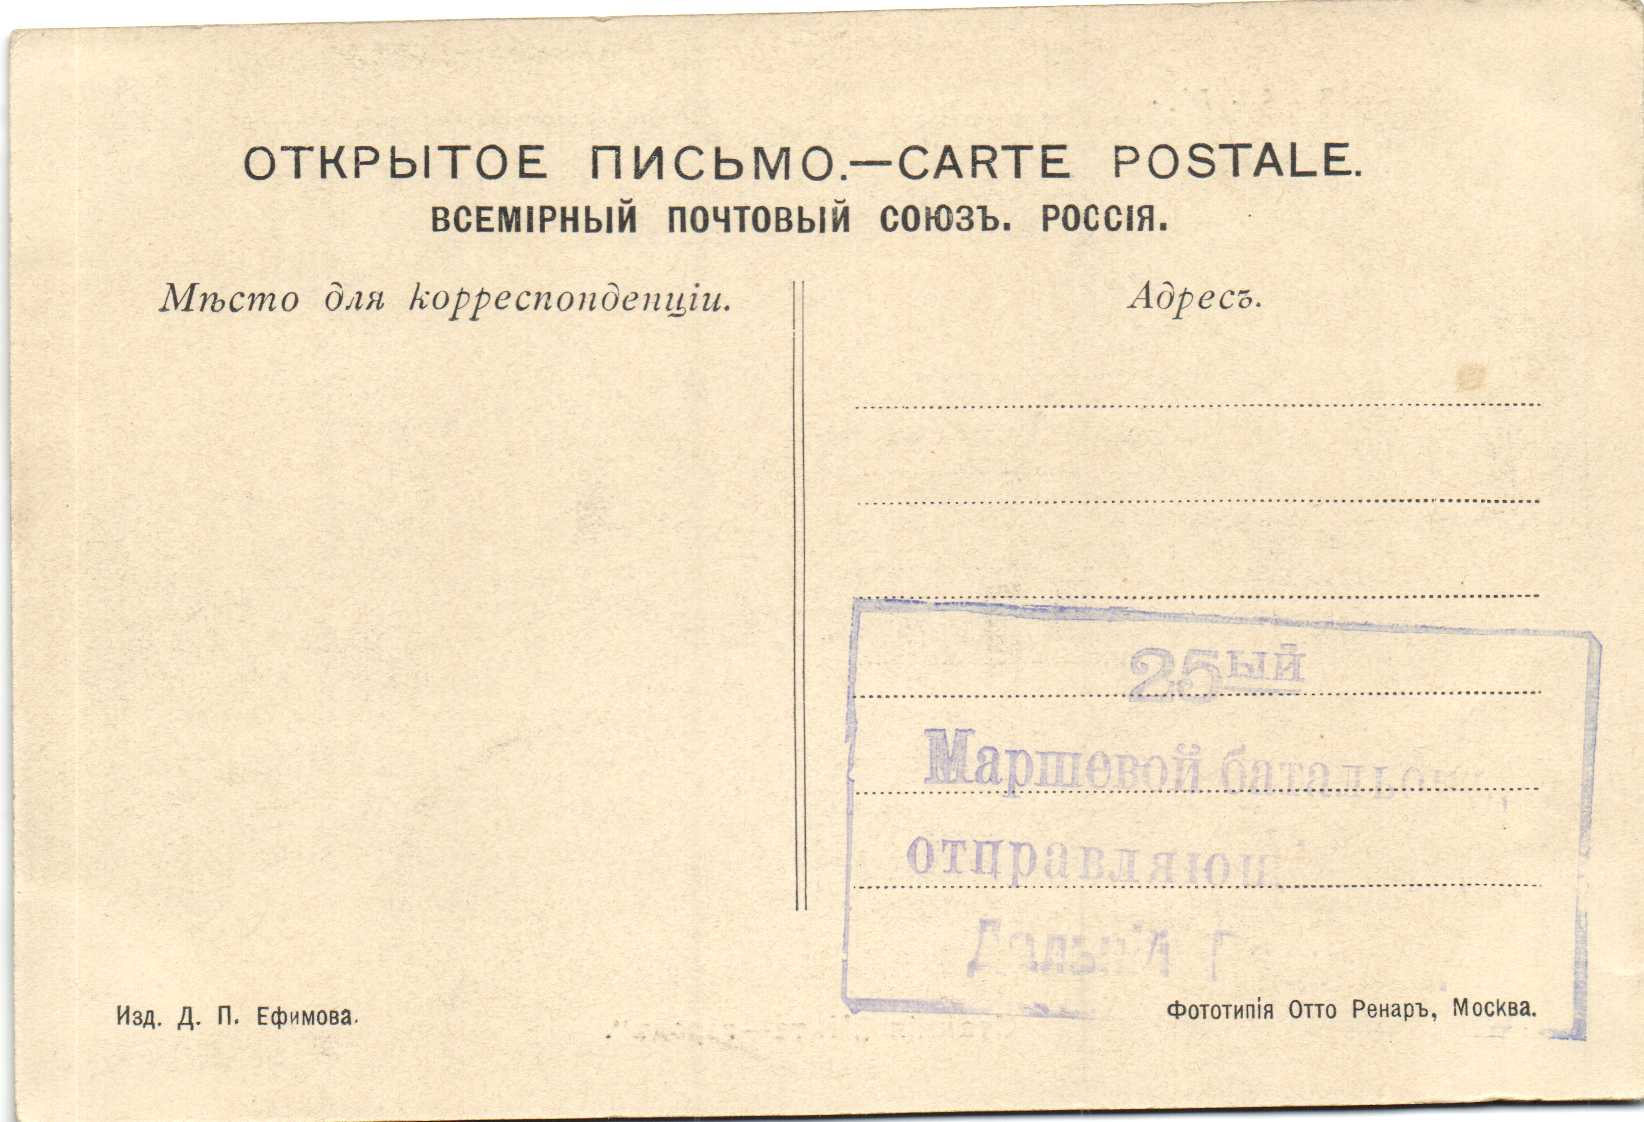 ОТКРЫТОЕ ПИСЬМО.—CARTE POSTALE.
ВСЕМІРНЫЙ ПОЧТОВЫЙ СОЮЗЪ. РОССІЯ.
Мѣсто для корреспонденціи.
Адресъ.
25ый
Маршевой батальон
отправляющ
Изд. Д. П. Ефимова.
Фототипія Отто Ренаръ, Москва.